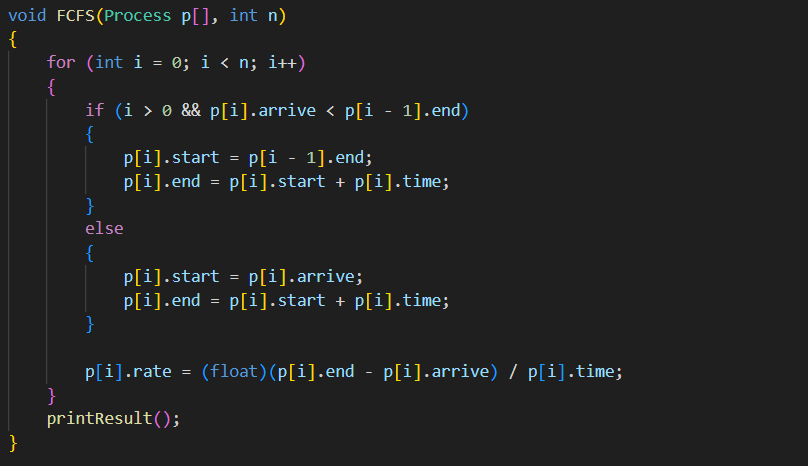 void FCFS(Process p[], int n)
{
    for (int i = 0; i < n; i++)
    {
        if (i > 0 && p[i].arrive < p[i - 1].end)
        {
            p[i].start = p[i - 1].end;
            p[i].end = p[i].start + p[i].time;
        }
        else
        {
            p[i].start = p[i].arrive;
            p[i].end = p[i].start + p[i].time;
        }

        p[i].rate = (float)(p[i].end - p[i].arrive) / p[i].time;
    }
    printResult();
}